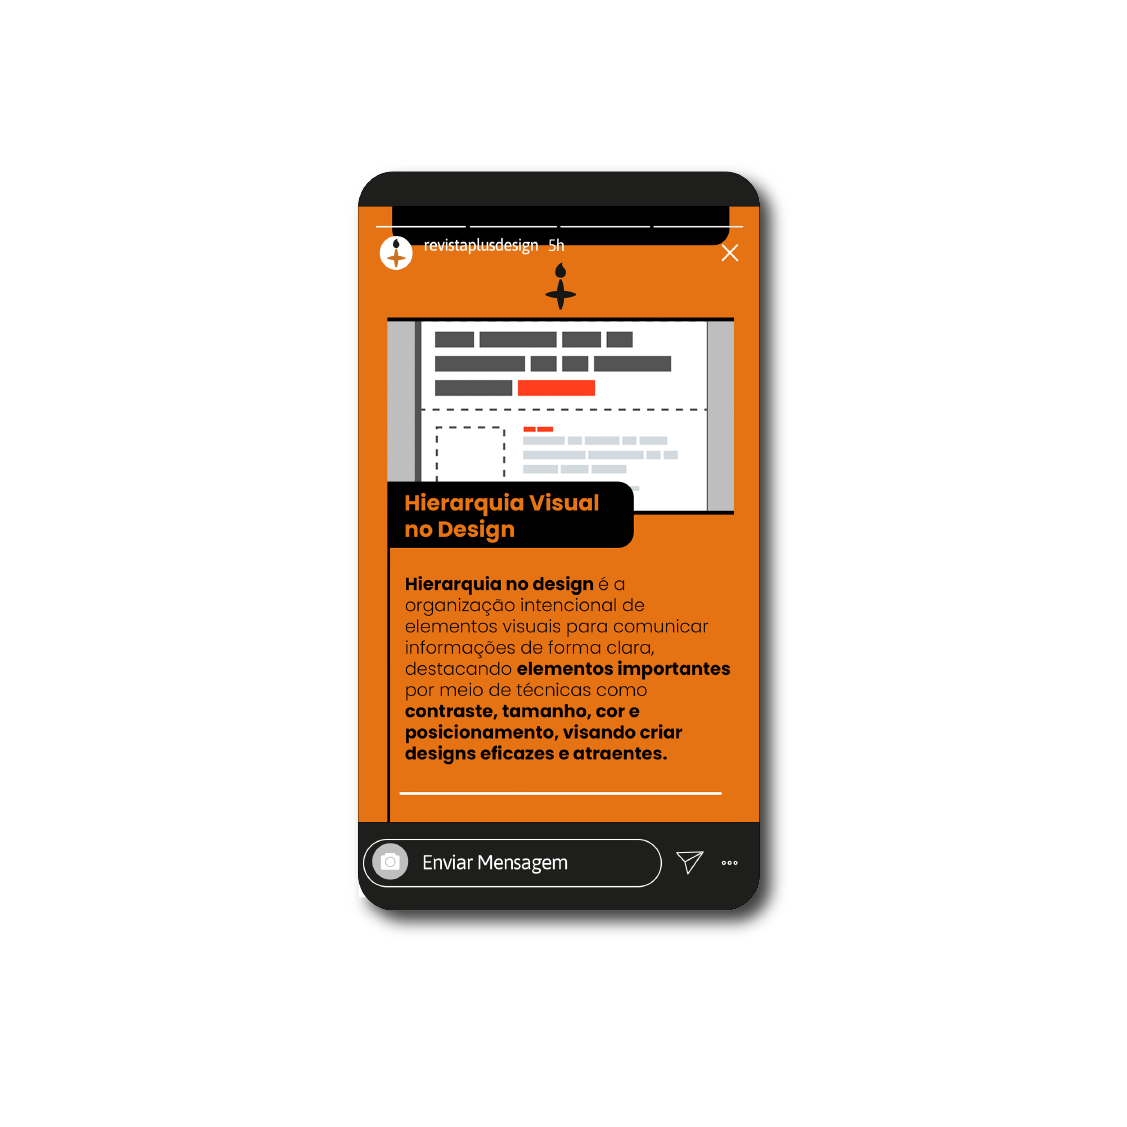 revistaplusdesign 5h
Hierarquia Visual
no Design
Hierarquia no design é a
organização intencional de
elementos visuais para comunicar
informações de forma clara,
destacando elementos importantes
por meio de técnicas como
contraste, tamanho, cor e
posicionamento, visando criar
designs eficazes e atraentes.
Enviar Mensagem